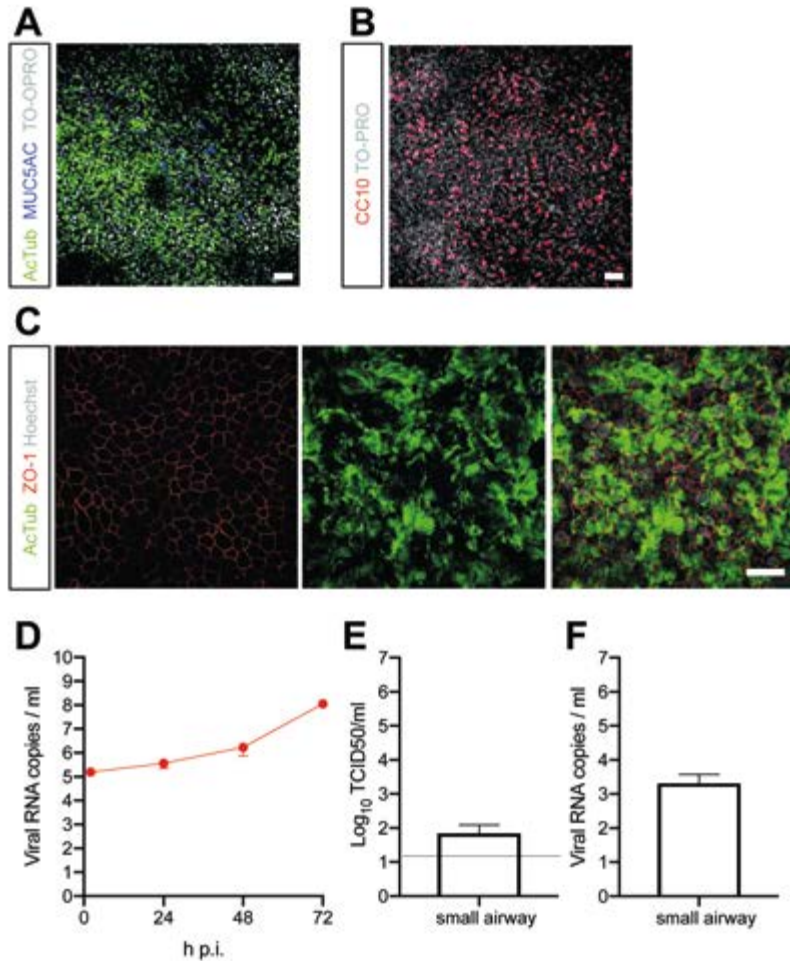 A
B
AcTub MUC5AC TO-OPRO
CC10 TO-PRO
C
AcTub ZO-1 Hoechst
D
E
F
Viral RNA copies / ml
10
9
8
7
6
5
4
3
2
1
0
0 24 48 72
h p.i.
Log10 TCID50/ml
7
6
5
4
3
2
1
0
small airway
Viral RNA copies / ml
7
6
5
4
3
2
1
0
small airway